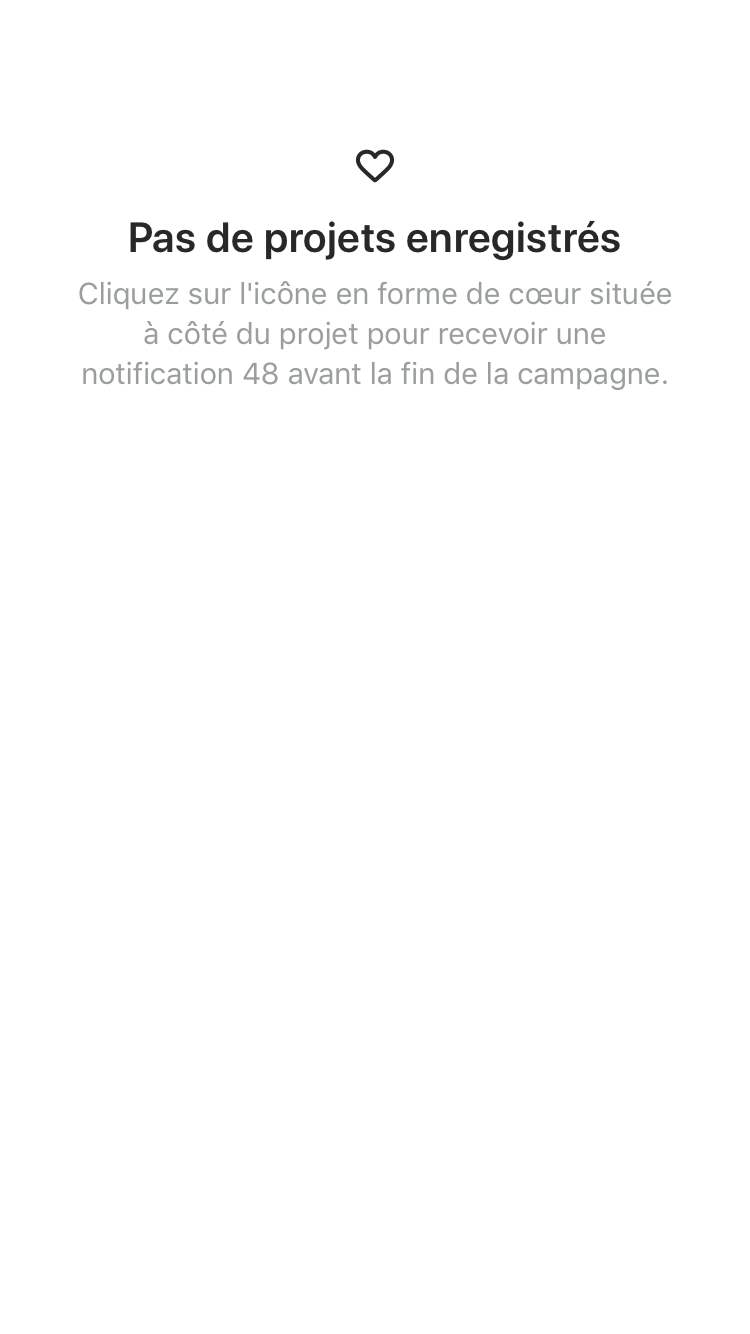 Pas de projets enregistrés
Cliquez sur l'icône en forme de cœur située
à côté du projet pour recevoir une
notification 48 avant la fin de la campagne.